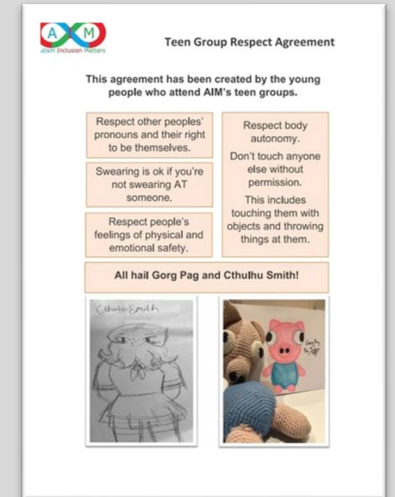 A M
Autism Inclusion Matters
Teen Group Respect Agreement
This agreement has been created by the young
people who attend AIM's teen groups.
Respect other peoples'
pronouns and their right
to be themselves.
Swearing is ok if you're
not swearing AT
someone.
Respect people's
feelings of physical and
emotional safety.
Respect body
autonomy.
Don't touch anyone
else without
permission.
This includes
touching them with
objects and throwing
things at them.
All hail Gorg Pag and Cthulhu Smith!
Cthulhu Smith